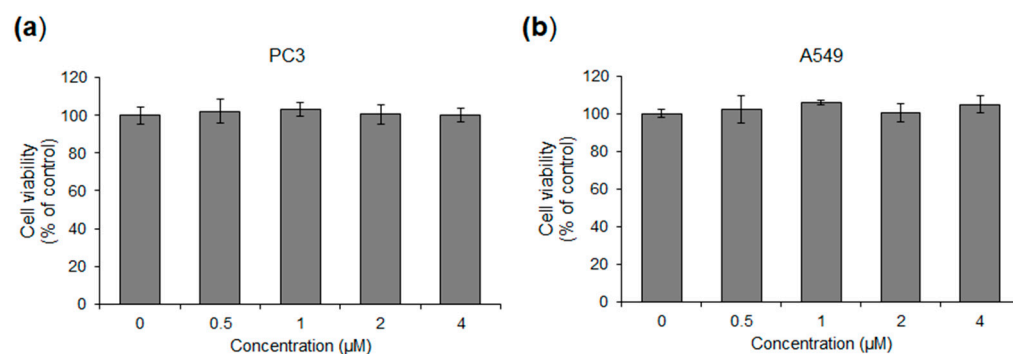 (a)
PC3
120
100
80
60
40
20
0
Cell viability
(% of control)
0 0.5 1 2 4
Concentration (µM)
(b)
A549
120
100
80
60
40
20
0
Cell viability
(% of control)
0 0.5 1 2 4
Concentration (µM)